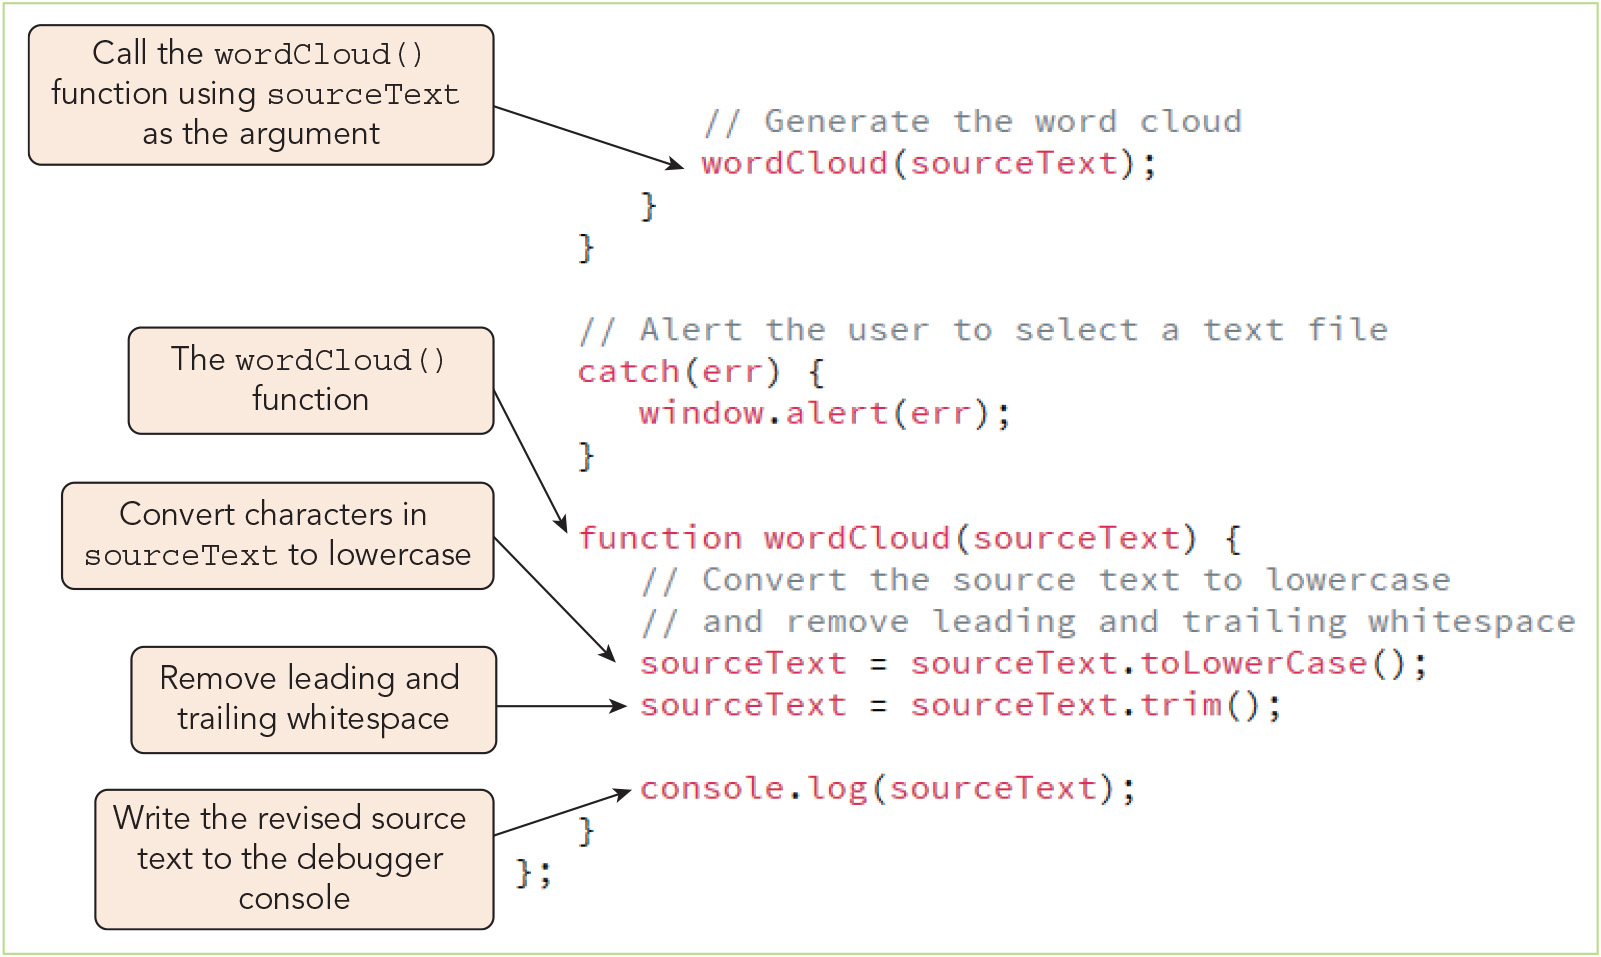 Call the wordCloud()
function using sourceText
as the argument
// Generate the word cloud
wordCloud(sourceText);
}
}
// Alert the user to select a text file
catch(err) {
window.alert(err);
}
The wordCloud()
function
function wordCloud(sourceText) {
// Convert the source text to lowercase
// and remove leading and trailing whitespace
Convert characters in
sourceText to lowercase
sourceText = sourceText.toLowerCase();
Remove leading and
trailing whitespace
sourceText = sourceText.trim();
Write the revised source
text to the debugger
console
console.log(sourceText);
}
};